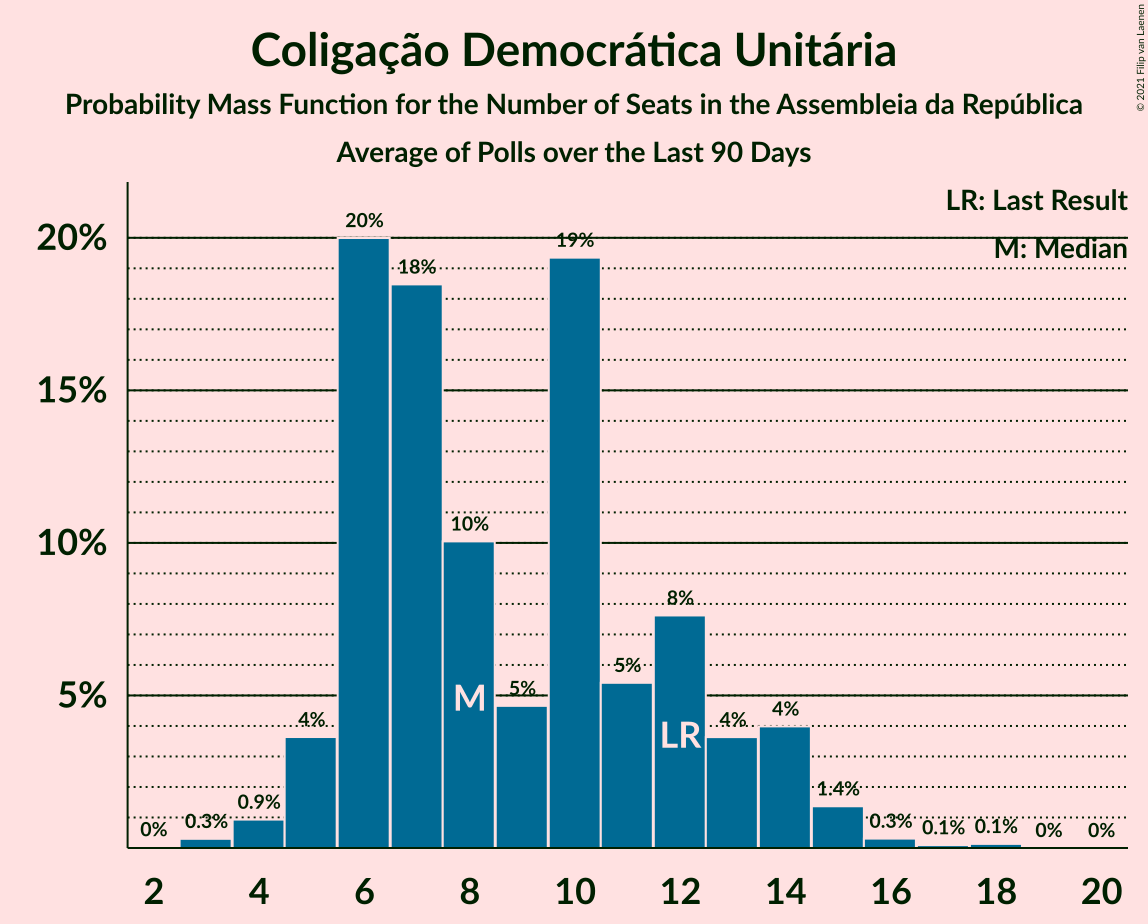 Coligação Democrática Unitária
Probability Mass Function for the Number of Seats in the Assembleia da República
Average of Polls over the Last 90 Days
© 2021 Filip van Laenen
LR: Last Result
M: Median
20%
15%
10%
5%
0%
0.3%
0.9%
4%
20%
18%
10%
5%
19%
5%
8%
4%
4%
1.4%
0.3%
0.1%
0.1%
0%
0%
M
LR
2 4 6 8 10 12 14 16 18 20